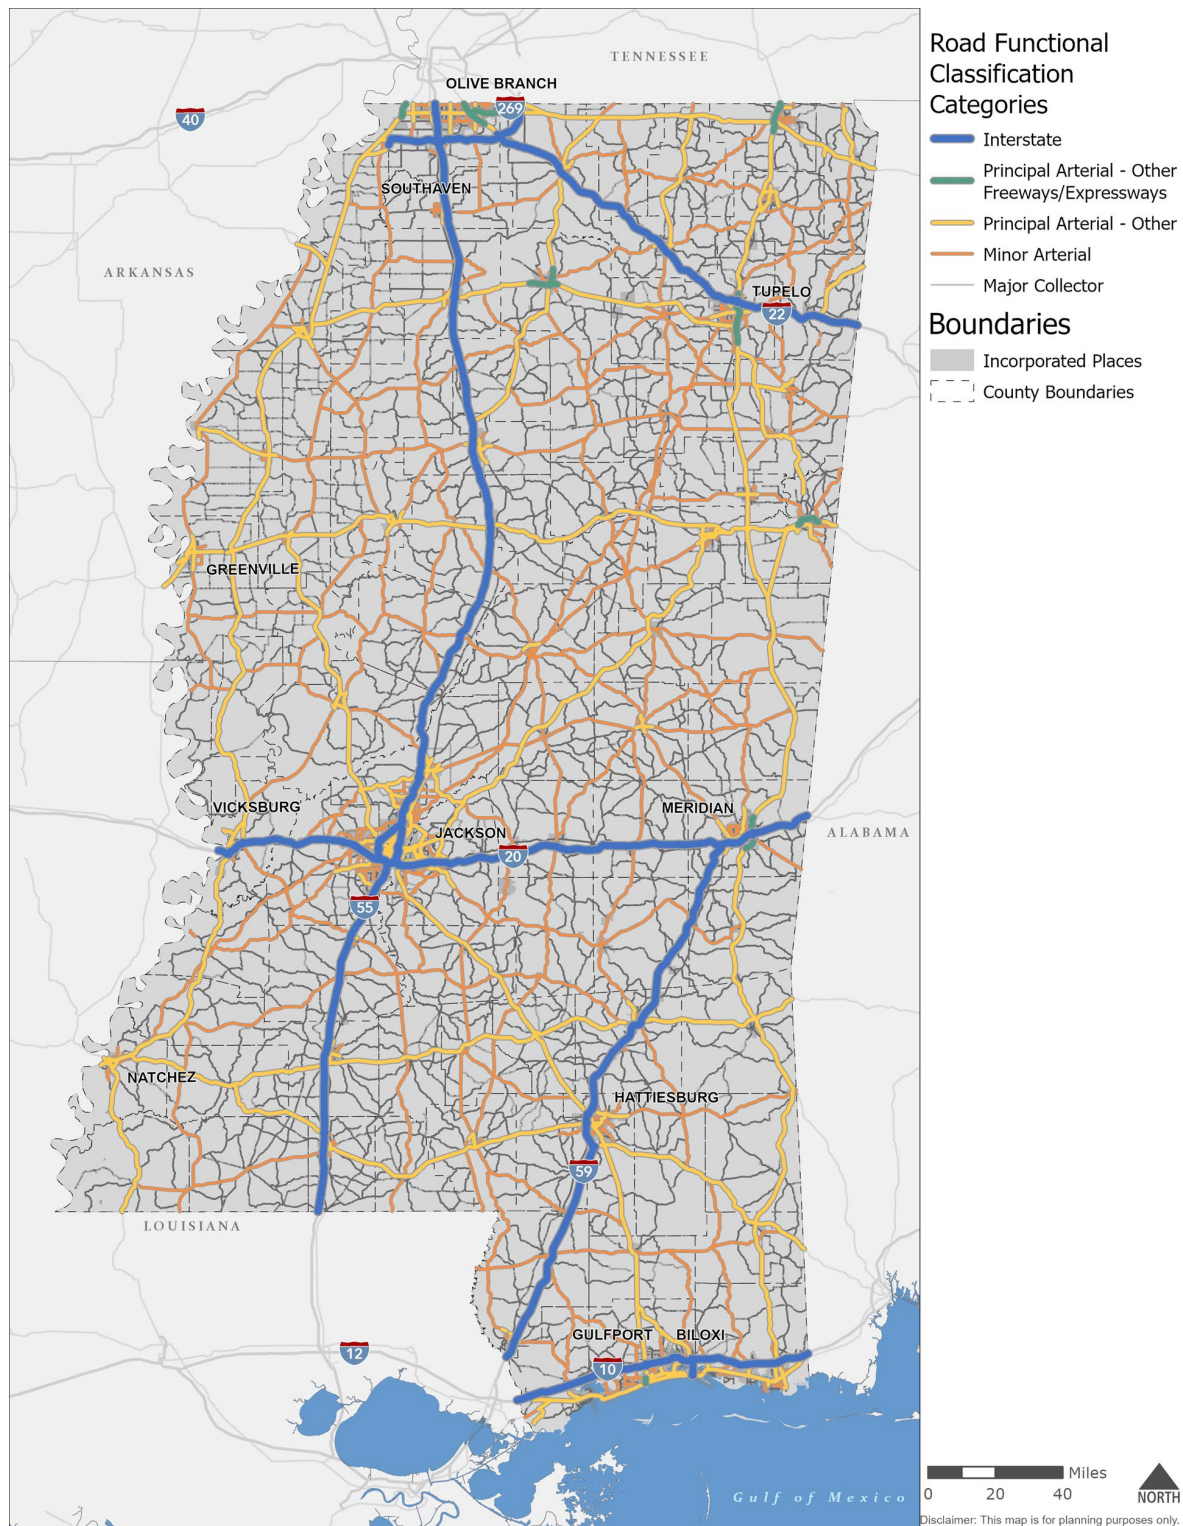 TENNESSEE
OLIVE BRANCH
269
40
SOUTHAVEN
ARKANSAS
TUPELO
22
GREENVILLE
VICKSBURG
MERIDIAN
JACKSON
ALABAMA
20
55
NATCHEZ
HATTIESBURG
59
LOUISIANA
GULFPORT
BILOXI
12
10
Gulf of Mexico
Road Functional
Classification
Categories
Interstate
Principal Arterial - Other
Freeways/Expressways
Principal Arterial - Other
Minor Arterial
Major Collector
Boundaries
Incorporated Places
County Boundaries
Miles
0 20 40
NORTH
Disclaimer: This map is for planning purposes only.